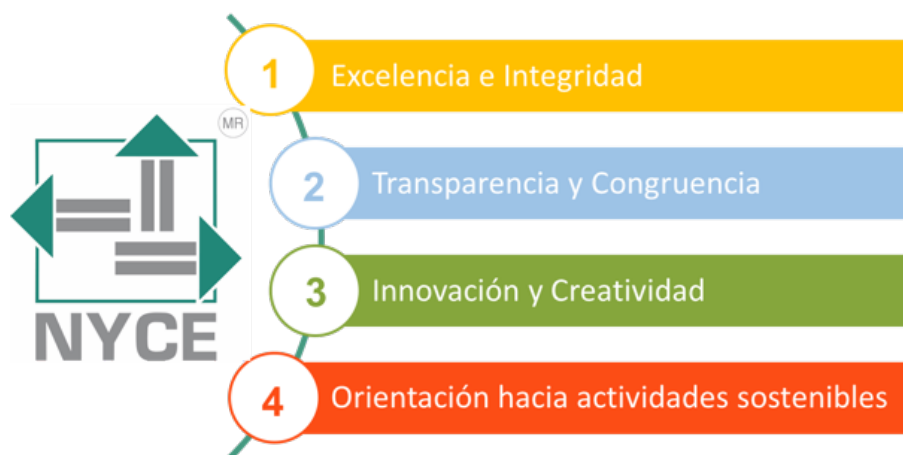 1
Excelencia e Integridad
MR
2
Transparencia y Congruencia
3
Innovación y Creatividad
NYCE
4
Orientación hacia actividades sostenibles